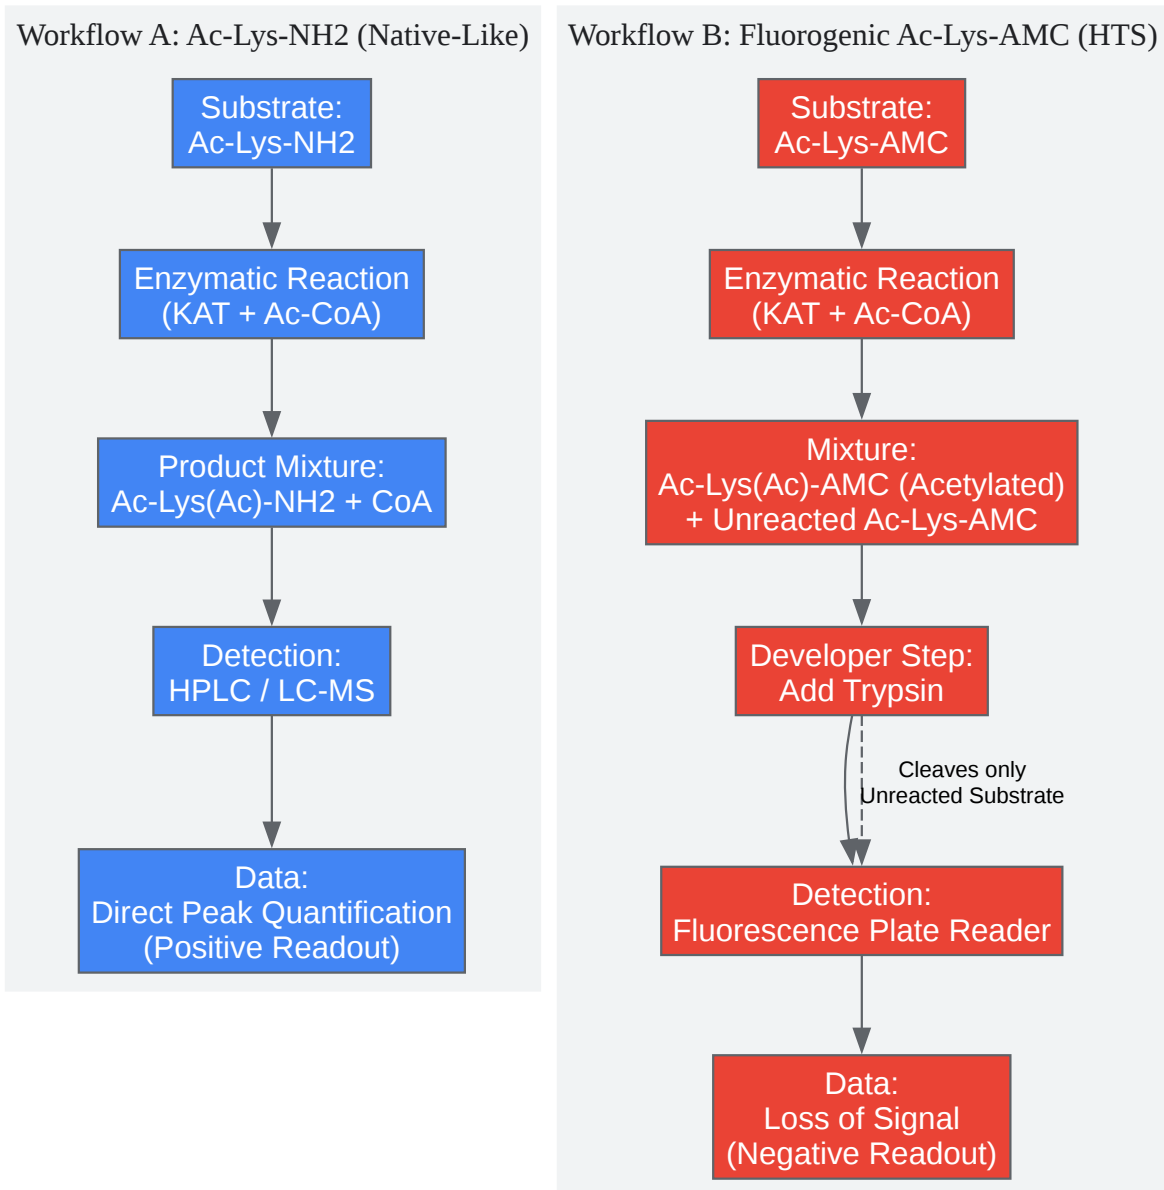 Workflow A: Ac-Lys-NH2 (Native-Like)
Substrate:
Ac-Lys-NH2
Enzymatic Reaction
(KAT + Ac-CoA)
Product Mixture:
Ac-Lys(Ac)-NH2 + CoA
Detection:
HPLC / LC-MS
Data:
Direct Peak Quantification
(Positive Readout)
Workflow B: Fluorogenic Ac-Lys-AMC (HTS)
Substrate:
Ac-Lys-AMC
Enzymatic Reaction
(KAT + Ac-CoA)
Mixture:
Ac-Lys(Ac)-AMC (Acetylated)
+ Unreacted Ac-Lys-AMC
Developer Step:
Add Trypsin
Cleaves only
Unreacted Substrate
Detection:
Fluorescence Plate Reader
Data:
Loss of Signal
(Negative Readout)